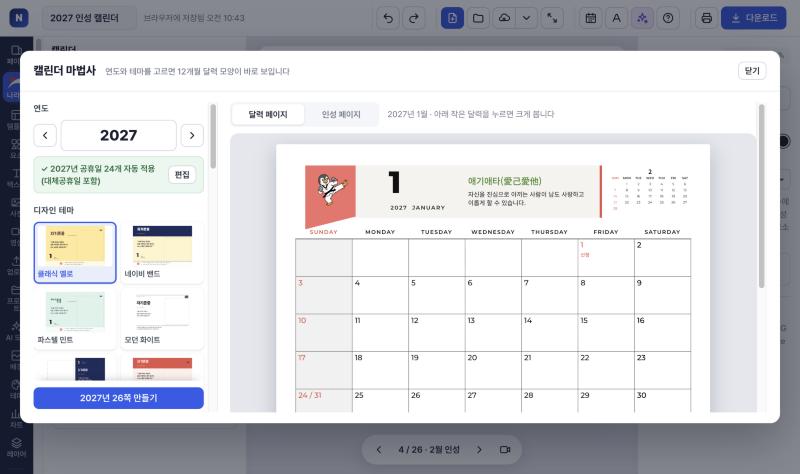 N
2027 인성 캘린더
브라우저에 저장됨 오전 10:43
다운로드
캘린더 마법사
연도와 테마를 고르면 12개월 달력 모양이 바로 보입니다
닫기
연도
2027
✓ 2027년 공휴일 24개 자동 적용
(대체공휴일 포함)
편집
디자인 테마
클래식 옐로
네이비 밴드
파스텔 민트
모던 화이트
2027년 26쪽 만들기
달력 페이지
인성 페이지
2027년 1월 · 아래 작은 달력을 누르면 크게 봅니다
1
2027 JANUARY
애기애타(愛己愛他)
자신을 진심으로 아끼는 사람이 남도 사랑하고
이롭게 할 수 있습니다.
2
SUNDAY MONDAY TUESDAY WEDNESDAY THURSDAY FRIDAY SATURDAY
1 2
신정
3 4 5 6 7 8 9
10 11 12 13 14 15 16
17 18 19 20 21 22 23
24 / 31 25 26 27 28 29 30
4 / 26 · 2월 인성
레이어